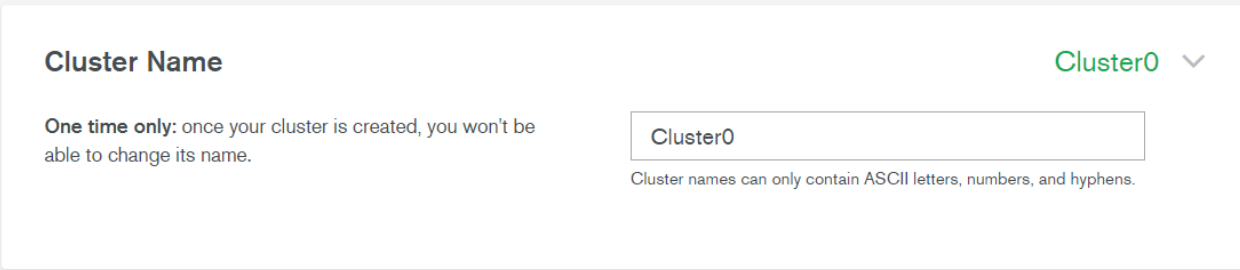 Cluster Name
Cluster0
One time only: once your cluster is created, you won't be
able to change its name.
Cluster0
Cluster names can only contain ASCII letters, numbers, and hyphens.